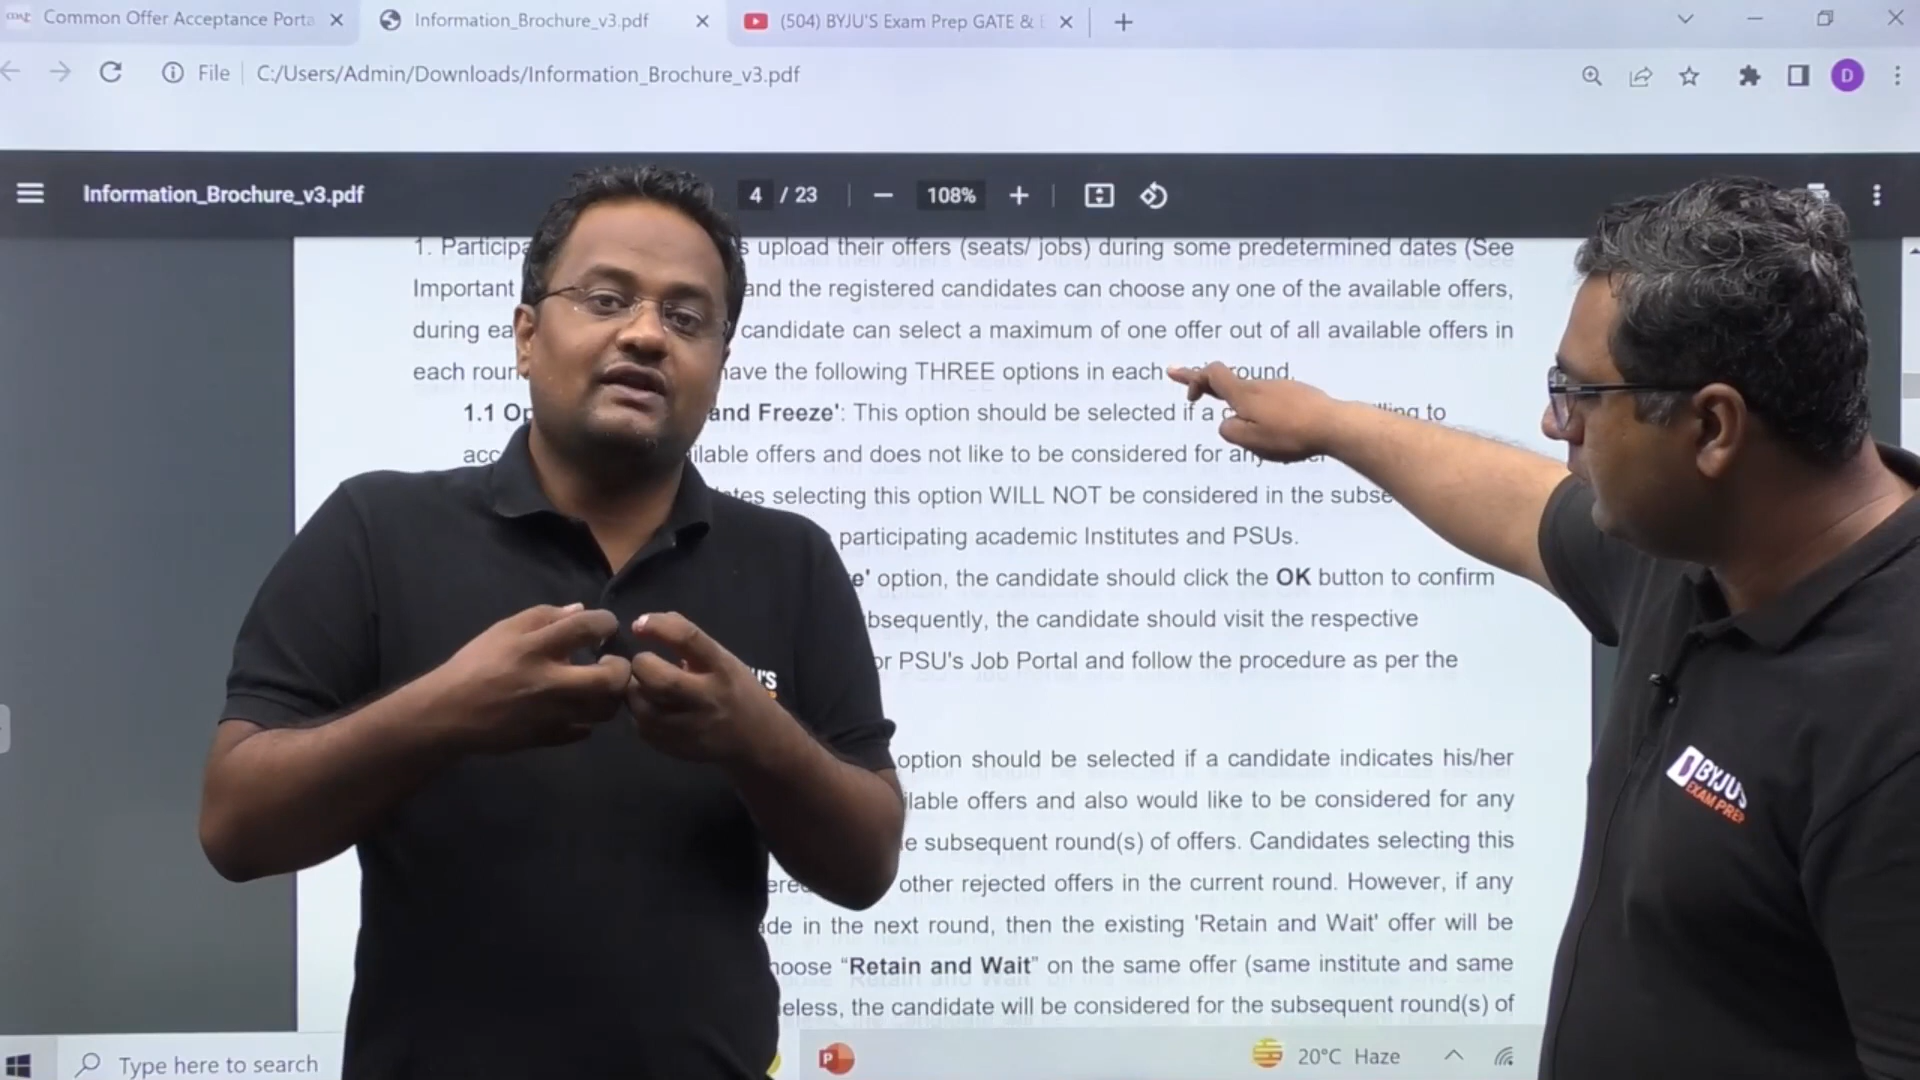 Common Offer Acceptance Porta
Information_Brochure_v3.pdf
(504) BYJU'S Exam Prep GATE &
File
C:/Users/Admin/Downloads/Information_Brochure_v3.pdf
D
Information_Brochure_v3.pdf
4 / 23
108%
1. Participa s upload their offers (seats/ jobs) during some predetermined dates (See
Important and the registered candidates can choose any one of the available offers,
during ea candidate can select a maximum of one offer out of all available offers in
each roun have the following THREE options in each round.
1.1 Op and Freeze': This option should be selected if a lling to
acc ilable offers and does not like to be considered for any
tes selecting this option WILL NOT be considered in the subse
participating academic Institutes and PSUs.
e' option, the candidate should click the OK button to confirm
bsequently, the candidate should visit the respective
or PSU's Job Portal and follow the procedure as per the
option should be selected if a candidate indicates his/her
ilable offers and also would like to be considered for any
e subsequent round(s) of offers. Candidates selecting this
ered other rejected offers in the current round. However, if any
ade in the next round, then the existing 'Retain and Wait' offer will be
hoose “Retain and Wait” on the same offer (same institute and same
eless, the candidate will be considered for the subsequent round(s) of
U'S
BYJU'S
EXAM PREP
Type here to search
P
20°C Haze